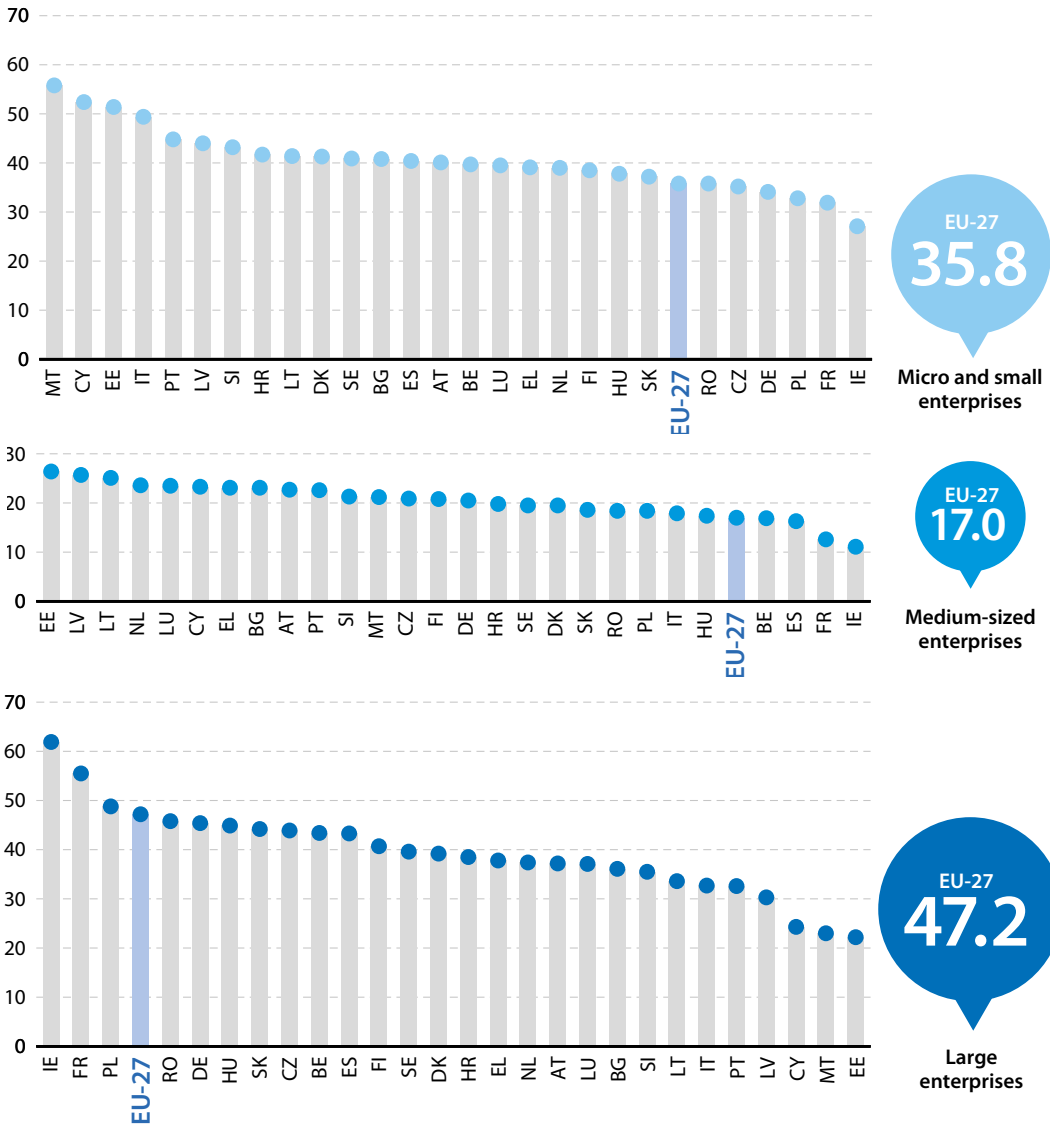 70
60
50
40
30
20
10
0
MT CY EE IT PT LV SI HR LT DK SE BG ES AT BE LU EL NL FI HU SK EU-27 RO CZ DE PL FR IE
EU-27
35.8
Micro and small
enterprises
30
20
10
0
EE LV LT NL LU CY EL BG AT PT SI MT CZ FI DE HR SE DK SK RO PL IT HU EU-27 BE ES FR IE
EU-27
17.0
Medium-sized
enterprises
70
60
50
40
30
20
10
0
IE FR PL EU-27 RO DE HU SK CZ BE ES FI SE DK HR EL NL AT LU BG SI LT IT PT LV CY MT EE
EU-27
47.2
Large
enterprises